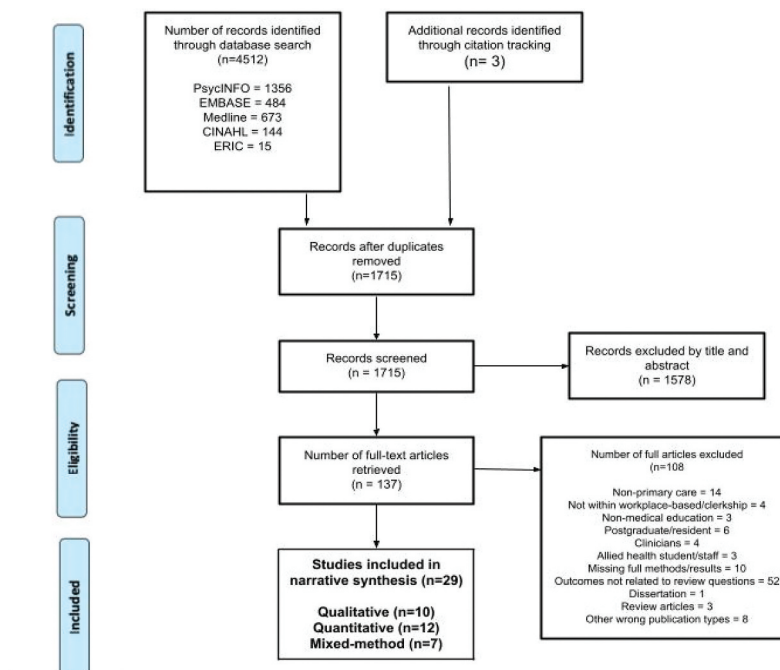 Identification
Number of records identified
through database search
(n=4512)
PsycINFO = 1356
EMBASE = 484
Medline = 673
CINAHL = 144
ERIC = 15
Additional records identified
through citation tracking
(n= 3)
Screening
Records after duplicates
removed
(n=1715)
Records screened
(n = 1715)
Records excluded by title and
abstract
(n = 1578)
Eligibility
Number of full-text articles
retrieved
(n = 137)
Number of full articles excluded
(n=108
Non-primary care = 14
Not within workplace-based/clerkship = 4
Non-medical education = 3
Postgraduate/resident = 6
Clinicians = 4
Allied health student/staff = 3
Missing full methods/results = 10
Outcomes not related to review questions = 52
Dissertation = 1
Review articles = 3
Other wrong publication types = 8
Included
Studies included in
narrative synthesis (n=29)
Qualitative (n=10)
Quantitative (n=12)
Mixed-method (n=7)